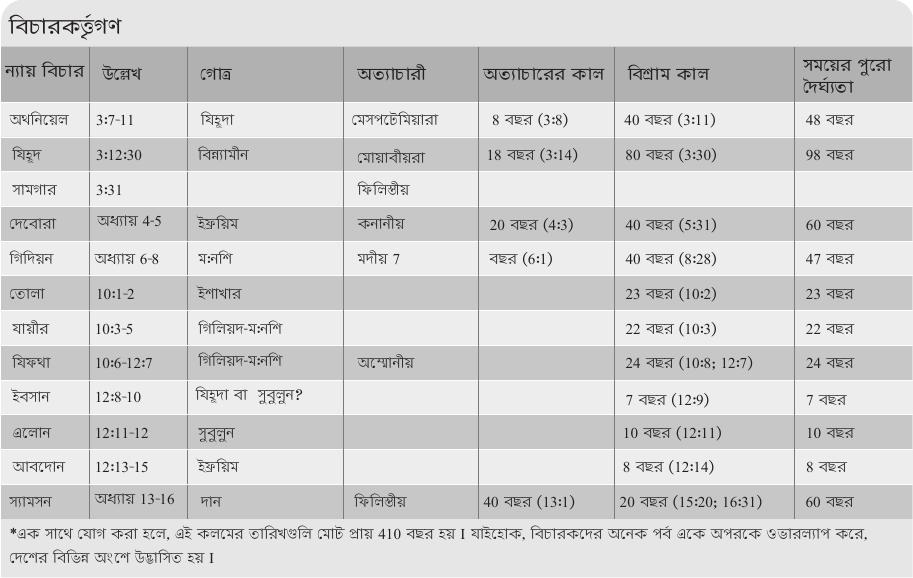 বিচারকর্ত্তৃগণ
ন্যায় বিচার উল্লেখ গোত্র অত্যাচারী অত্যাচারের কাল বিশ্রাম কাল সময়ের পুরো দৈর্ঘ্যতা
অথনিয়েল 3:7-11 যিহূদা মেসপটেমিয়ারা 8 বছর (3:8) 40 বছর (3:11) 48 বছর
যিহূদ 3:12:30 বিন্ন্যামীন মোয়াবীয়রা 18 বছর (3:14) 80 বছর (3:30) 98 বছর
সামগার 3:31 ফিলিস্তীয়
দেবোরা অধ্যায় 4-5 ইফ্রয়িম কনানীয় 20 বছর (4:3) 40 বছর (5:31) 60 বছর
গিদিয়ন অধ্যায় 6-8 ম:নশি মদীয় 7 বছর (6:1) 40 বছর (8:28) 47 বছর
তোলা 10:1-2 ইশাখার 23 বছর (10:2) 23 বছর
যায়ীর 10:3-5 গিলিয়দ-ম:নশি 22 বছর (10:3) 22 বছর
যিফথা 10:6-12:7 গিলিয়দ-ম:নশি অম্মোনীয় 24 বছর (10:8; 12:7) 24 বছর
ইবসান 12:8-10 যিহূদা বা সুবুলুন? 7 বছর (12:9) 7 বছর
এলোন 12:11-12 সুবুলুন 10 বছর (12:11) 10 বছর
আবদোন 12:13-15 ইফ্রয়িম 8 বছর (12:14) 8 বছর
স্যামসন অধ্যায় 13-16 দান ফিলিস্তীয় 40 বছর (13:1) 20 বছর (15:20; 16:31) 60 বছর
*এক সাথে যোগ করা হলে, এই কলমের তারিখগুলি মোট প্রায় 410 বছর হয় I যাইহোক, বিচারকদের অনেক পর্ব একে অপরকে ওভারল্যাপ করে,
দেশের বিভিন্ন অংশে উদ্ভাসিত হয় I